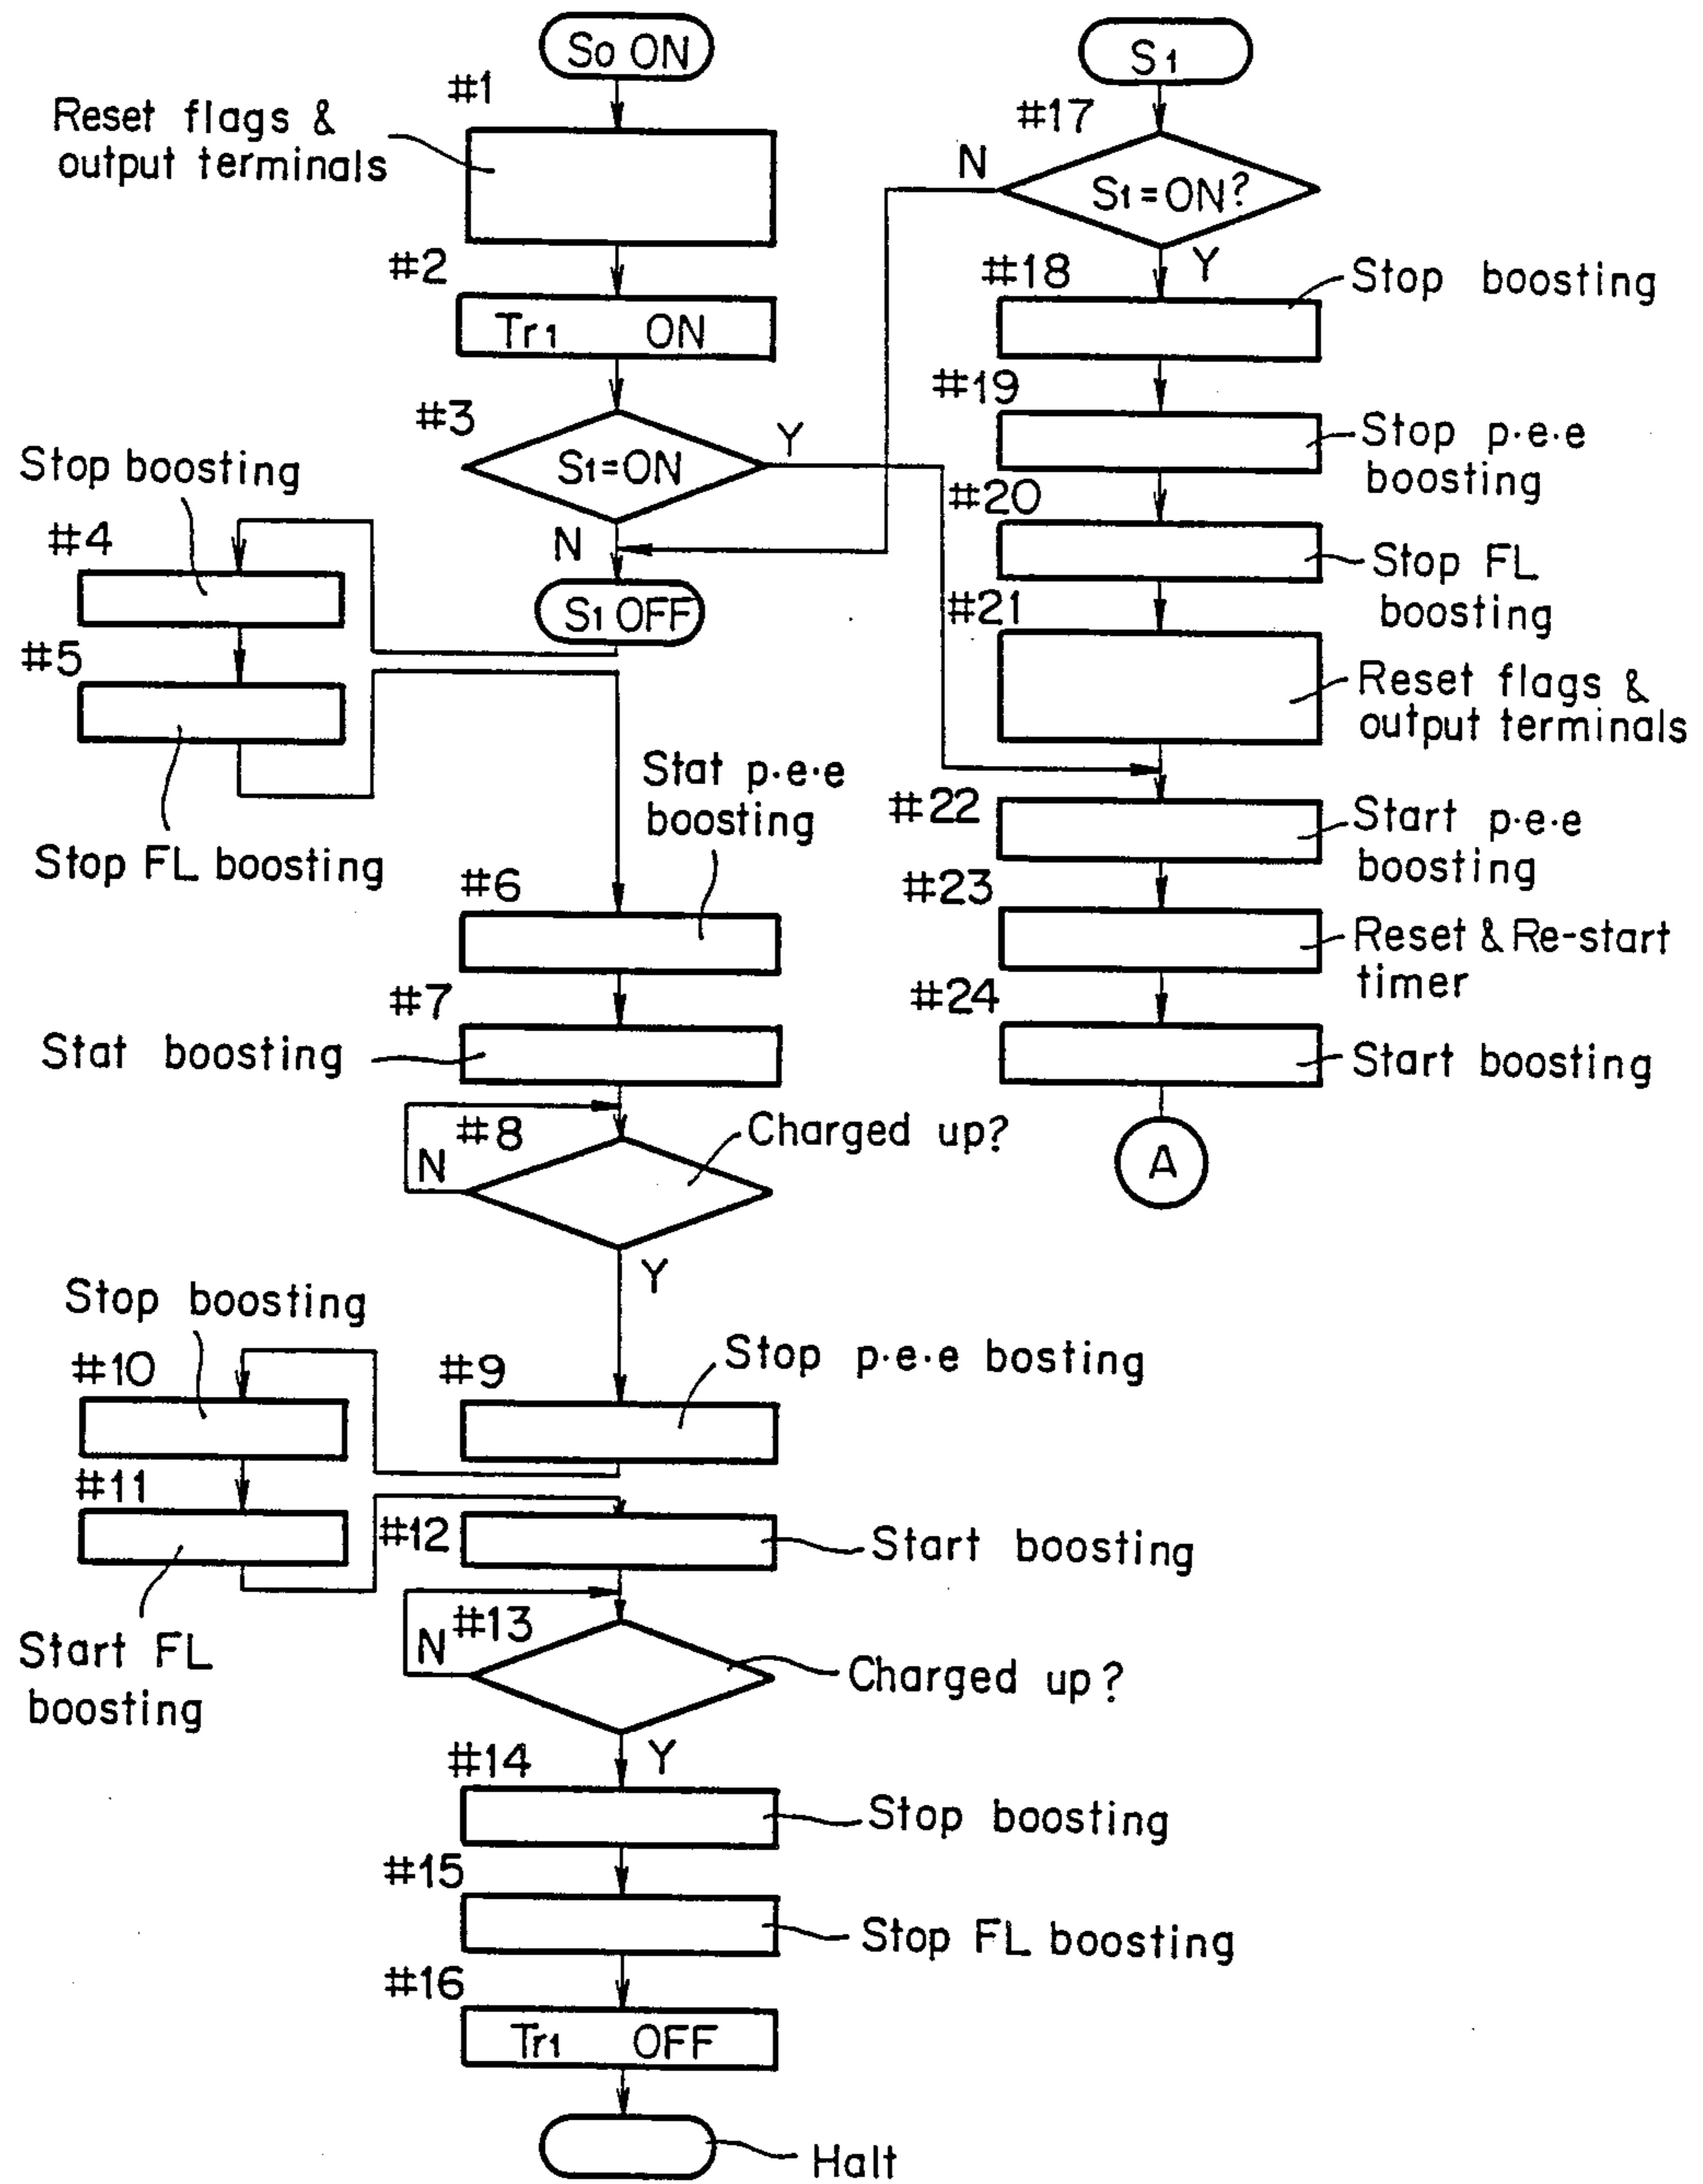 So ON
#1
Reset flags &
output terminals
#2
Tr1 ON
#3
S1=ON
Y
N
S1 OFF
Stop boosting
#4
#5
Stop FL boosting
Stat p·e·e
boosting
#6
#7
Stat boosting
#8
N
Charged up?
Y
Stop boosting
#10
#9
Stop p·e·e bosting
#11
Start FL
boosting
#12
Start boosting
#13
N
Charged up?
Y
#14
Stop boosting
#15
Stop FL boosting
#16
Tr1 OFF
Halt
S1
#17
N
S1=ON?
Y
#18
Stop boosting
#19
Stop p·e·e
boosting
#20
Stop FL
boosting
#21
Reset flags &
output terminals
#22
Start p·e·e
boosting
#23
Reset & Re-start
timer
#24
Start boosting
A